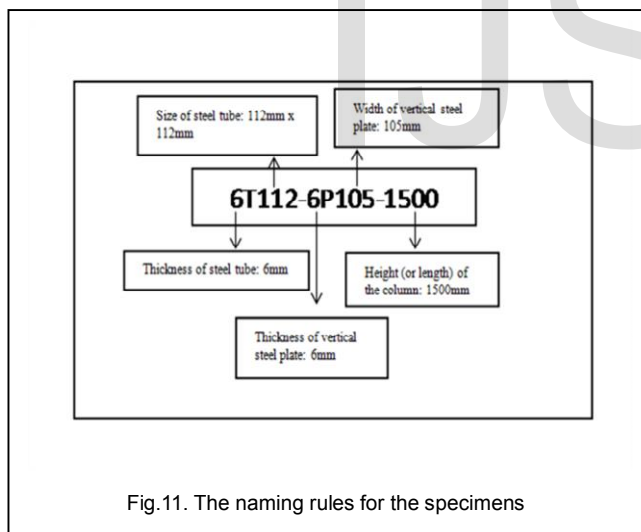 Size of steel tube: 112mm x
112mm
Width of vertical steel
plate: 105mm
6T112-6P105-1500
Thickness of steel tube: 6mm
Height (or length) of
the column: 1500mm
Thickness of vertical
steel plate: 6mm
Fig.11. The naming rules for the specimens